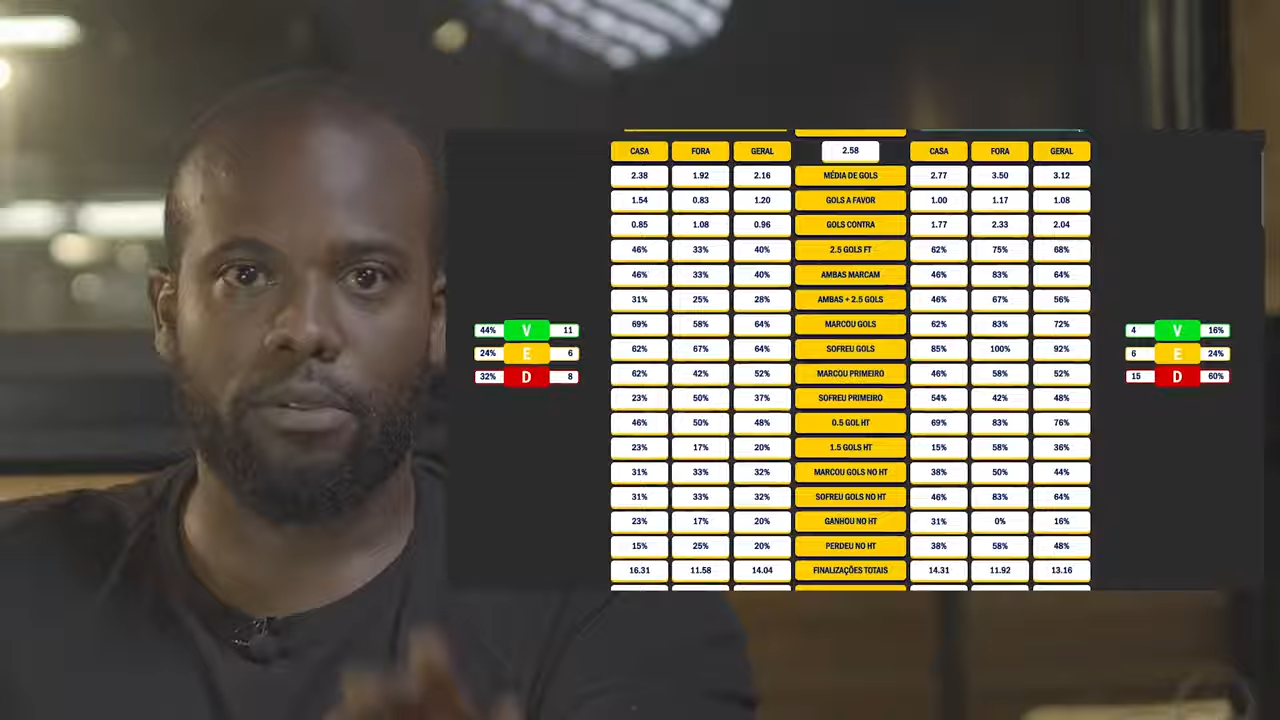 CASA FORA GERAL 2.58 CASA FORA GERAL
2.38 1.92 2.16 MÉDIA DE GOLS 2.77 3.50 3.12
1.54 0.83 1.20 GOLS A FAVOR 1.00 1.17 1.08
0.85 1.08 0.96 GOLS CONTRA 1.77 2.33 2.04
46% 33% 40% 2.5 GOLS FT 62% 75% 68%
46% 33% 40% AMBAS MARCAM 46% 83% 64%
31% 25% 28% AMBAS + 2.5 GOLS 46% 67% 56%
44% V 11 69% 58% 64% MARCOU GOLS 62% 83% 72% 4 V 16%
24% E 6 62% 67% 64% SOFREU GOLS 85% 100% 92% 6 E 24%
32% D 8 62% 42% 52% MARCOU PRIMEIRO 46% 58% 52% 15 D 60%
23% 50% 37% SOFREU PRIMEIRO 54% 42% 48%
46% 50% 48% 0.5 GOL HT 69% 83% 76%
23% 17% 20% 1.5 GOLS HT 15% 58% 36%
31% 33% 32% MARCOU GOLS NO HT 38% 50% 44%
31% 33% 32% SOFREU GOLS NO HT 46% 83% 64%
23% 17% 20% GANHOU NO HT 31% 0% 16%
15% 25% 20% PERDEU NO HT 38% 58% 48%
16.31 11.58 14.04 FINALIZAÇÕES TOTAIS 14.31 11.92 13.16